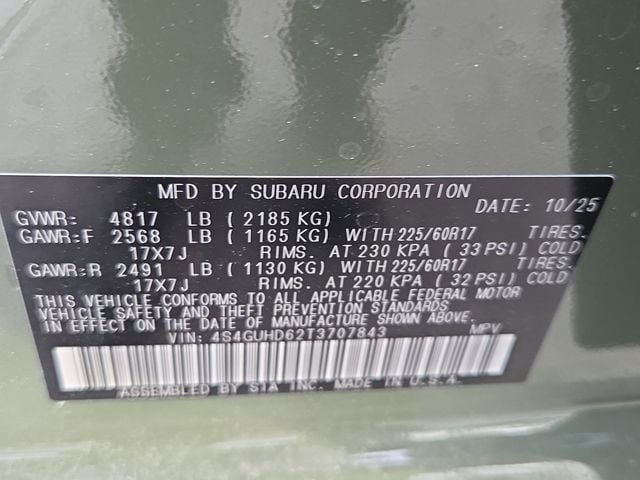 MFD BY SUBARU CORPORATION DATE: 10/25
GVWR: 4817 LB ( 2185 KG)
GAWR:F 2568 LB ( 1165 KG) WITH 225/60R17 TIRES.
17X7J RIMS. AT 230 KPA ( 33 PSI) COLD
GAWR:R 2491 LB ( 1130 KG) WITH 225/60R17 TIRES.
17X7J RIMS. AT 220 KPA ( 32 PSI) COLD
THIS VEHICLE CONFORMS TO ALL APPLICABLE FEDERAL MOTOR
VEHICLE SAFETY AND THEFT PREVENTION STANDARDS
IN EFFECT ON DATE OF MANUFACTURE SHOWN ABOVE.
VIN: 4S4GUHD62T3707843 MPV
ASSEMBLED BY SIA INC. MADE IN U.S.A.